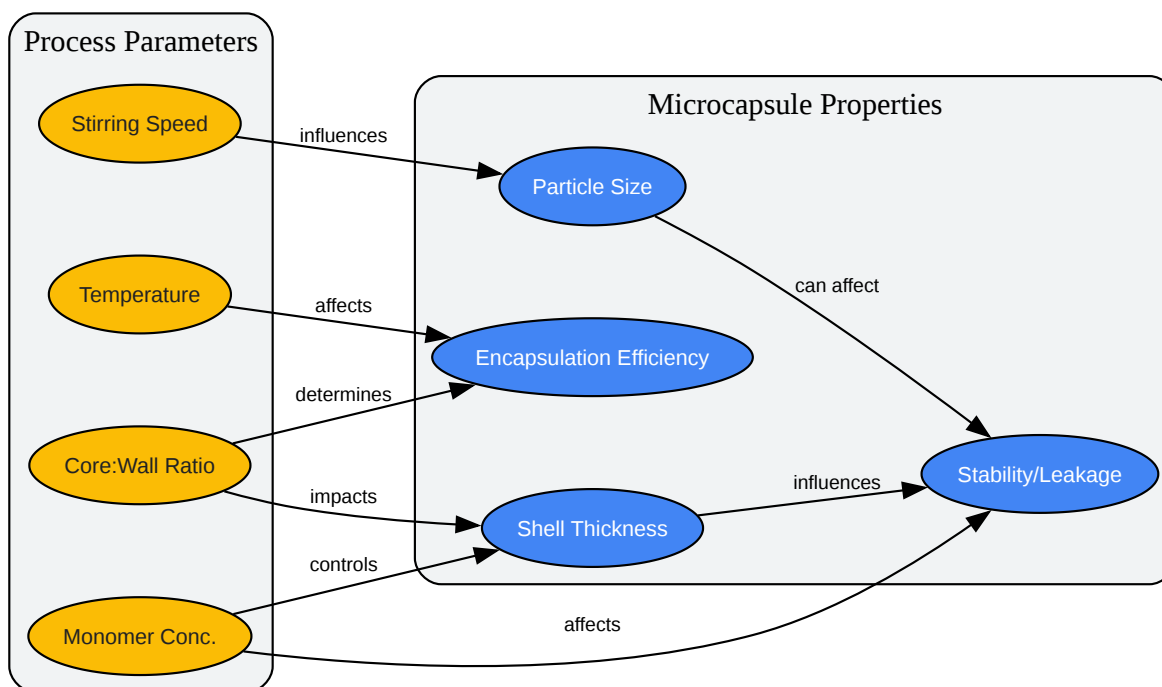 Process Parameters
Microcapsule Properties
Stirring Speed
influences
Particle Size
can affect
Temperature
affects
Encapsulation Efficiency
determines
Core:Wall Ratio
impacts
Shell Thickness
influences
Stability/Leakage
controls
Monomer Conc.
affects